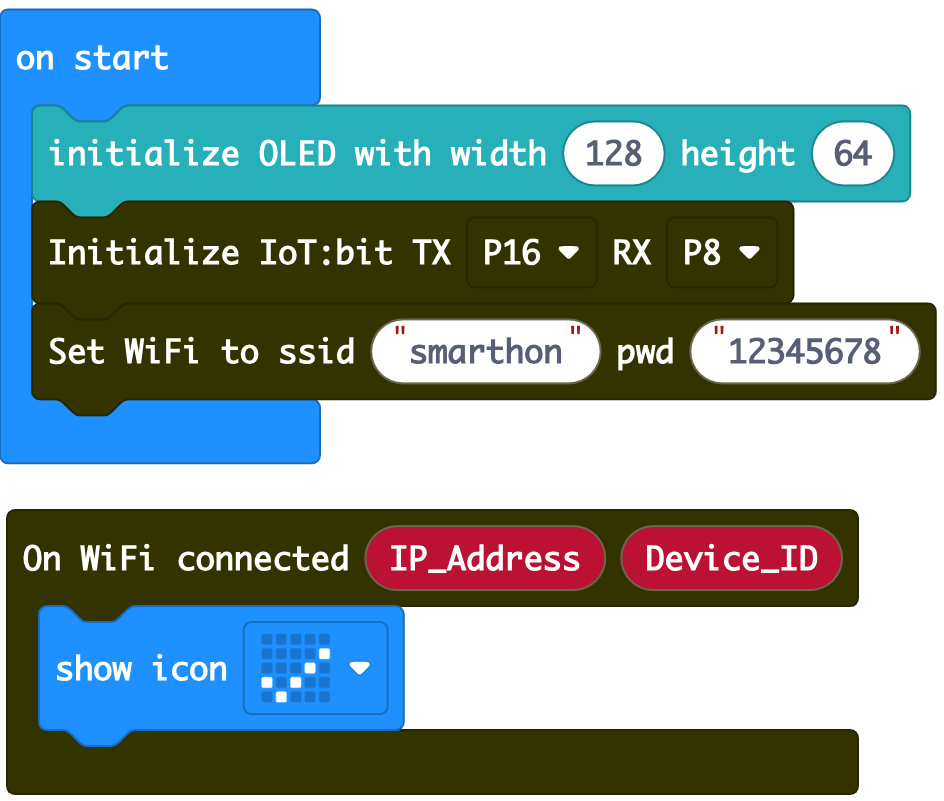 on start
initialize OLED with width 128 height 64
Initialize IoT:bit TX P16 RX P8
Set WiFi to ssid "smarthon" pwd "12345678"
On WiFi connected IP_Address Device_ID
show icon